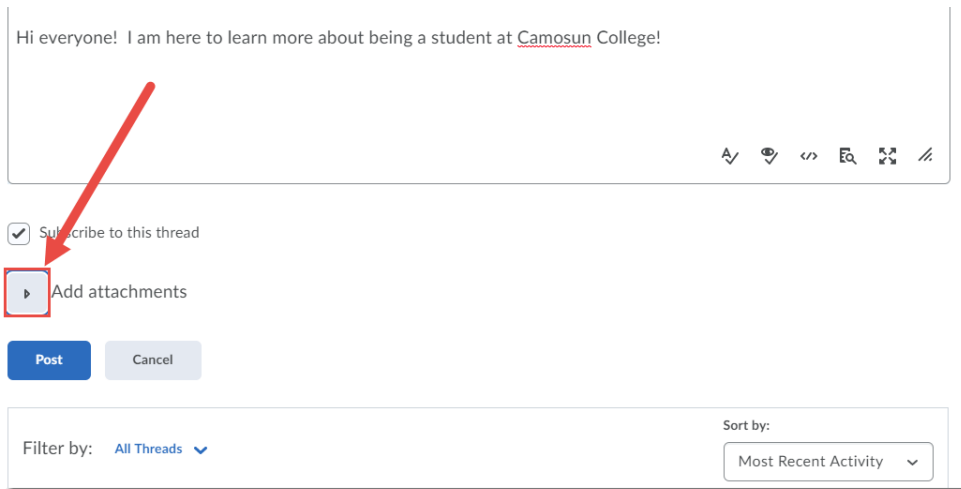 Hi everyone!  I am here to learn more about being a student at Camosun College!
Subscribe to this thread
Add attachments
Post
Cancel
Sort by:
Filter by:
All Threads
Most Recent Activity